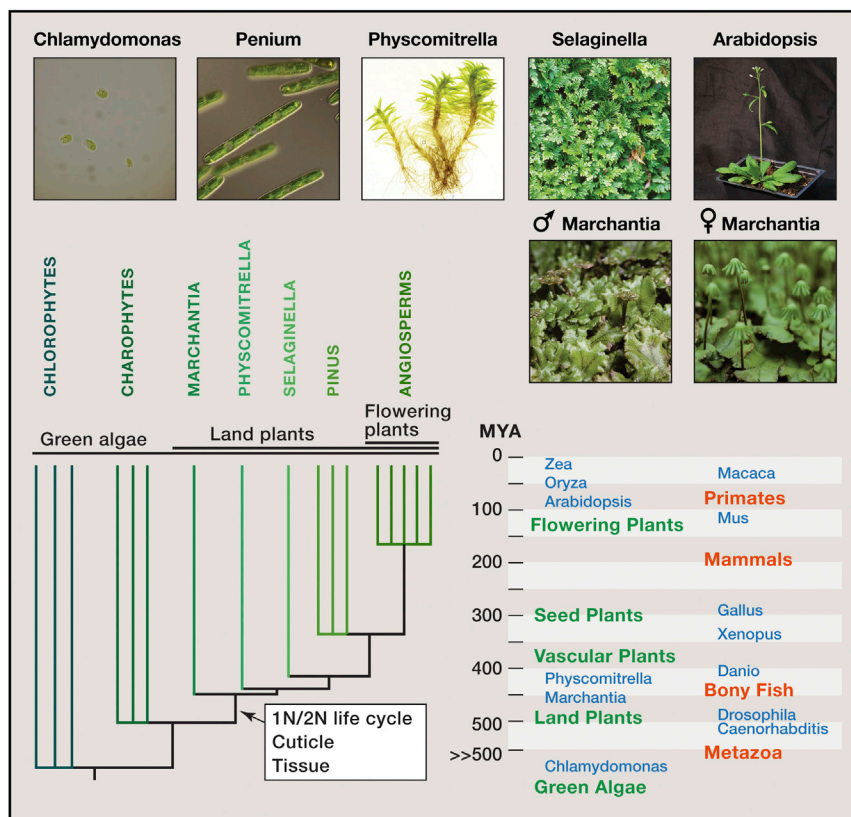 Chlamydomonas
Penium
Physcomitrella
Selaginella
Arabidopsis
♂ Marchantia
♀ Marchantia
CHLOROPHYTES
CHAROPHYTES
MARCHANTIA
PHYSCOMITRELLA
SELAGINELLA
PINUS
ANGIOSPERMS
Green algae
Land plants
Flowering
plants
1N/2N life cycle
Cuticle
Tissue
MYA
0
100
200
300
400
500
>>500
Zea
Oryza
Arabidopsis
Flowering Plants
Seed Plants
Vascular Plants
Physcomitrella
Marchantia
Land Plants
Chlamydomonas
Green Algae
Macaca
Primates
Mus
Mammals
Gallus
Xenopus
Danio
Bony Fish
Drosophila
Caenorhabditis
Metazoa